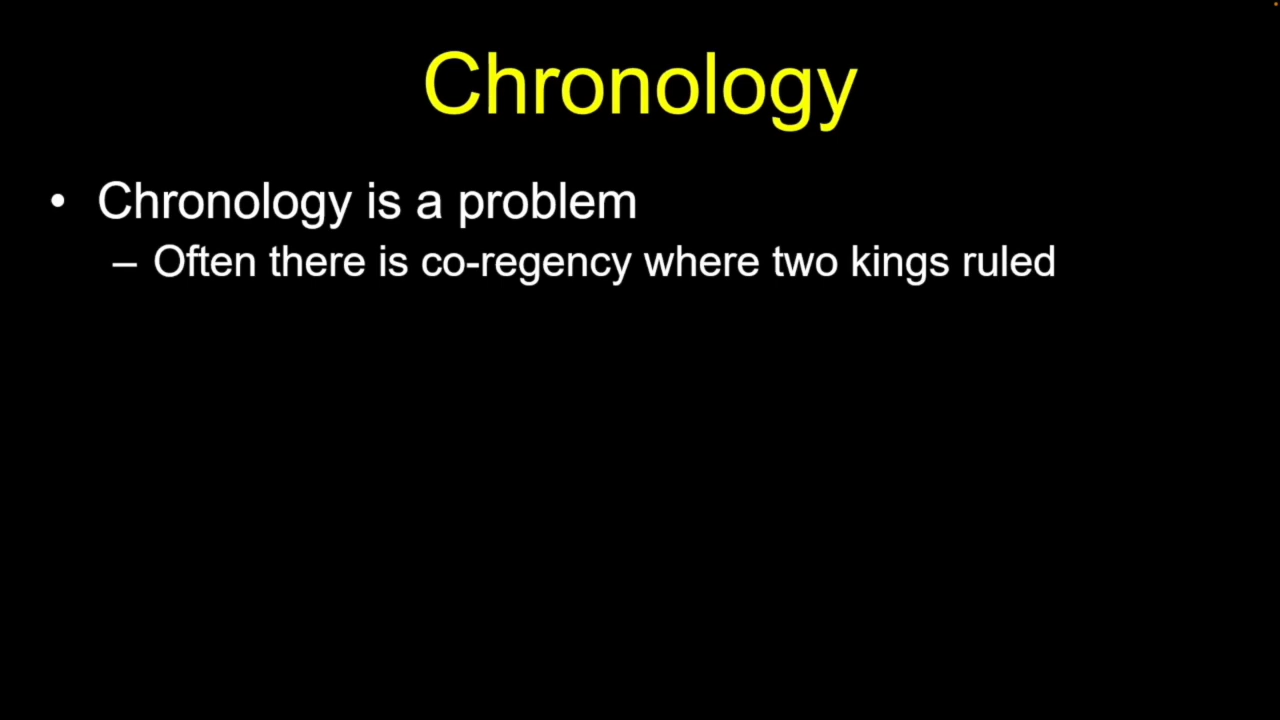 Chronology
• Chronology is a problem
– Often there is co-regency where two kings ruled